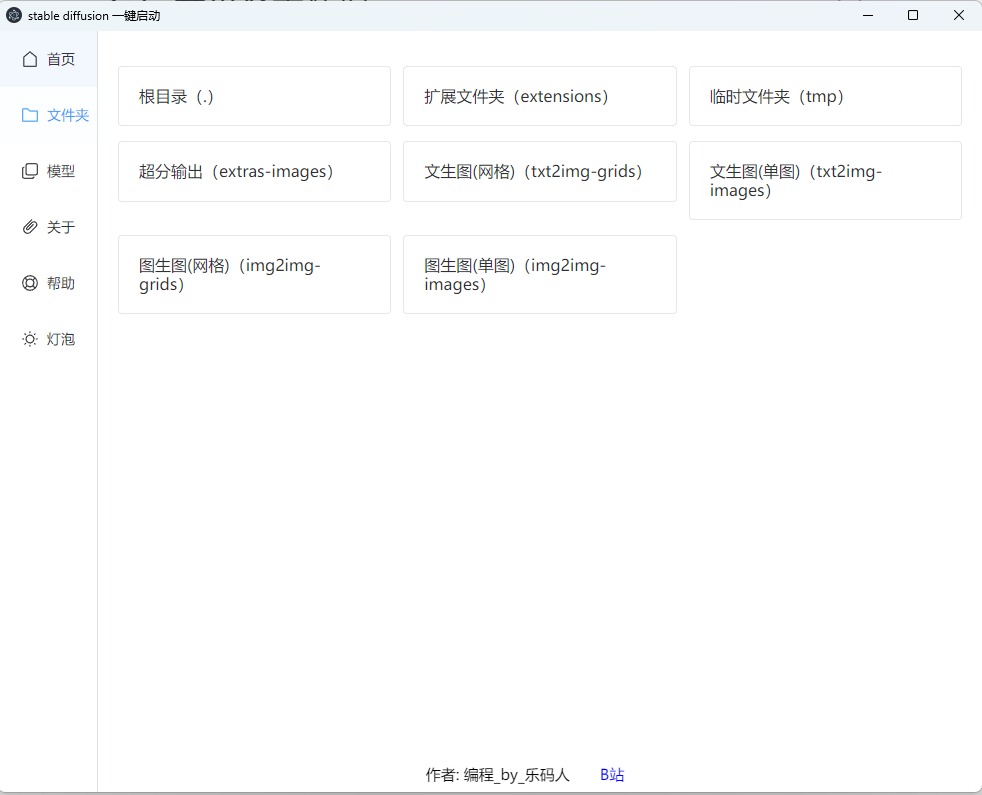 stable diffusion 一键启动
首页
文件夹
模型
关于
帮助
灯泡
根目录（.）
扩展文件夹（extensions）
临时文件夹（tmp）
超分输出（extras-images）
文生图(网格)（txt2img-grids）
文生图(单图)（txt2img-
images）
图生图(网格)（img2img-
grids）
图生图(单图)（img2img-
images）
作者: 编程_by_乐码人 B站